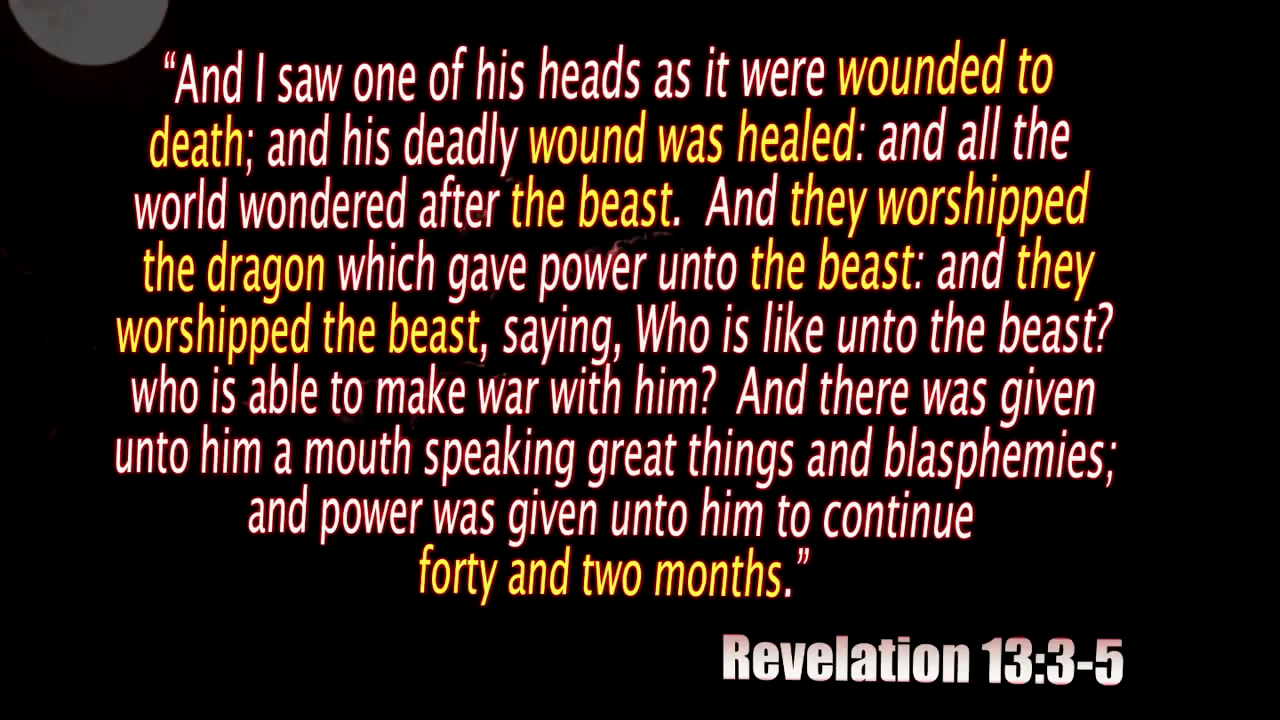 “And I saw one of his heads as it were wounded to
death; and his deadly wound was healed: and all the
world wondered after the beast.  And they worshipped
the dragon which gave power unto the beast: and they
worshipped the beast, saying, Who is like unto the beast?
who is able to make war with him?  And there was given
unto him a mouth speaking great things and blasphemies;
and power was given unto him to continue
forty and two months.”
Revelation 13:3-5